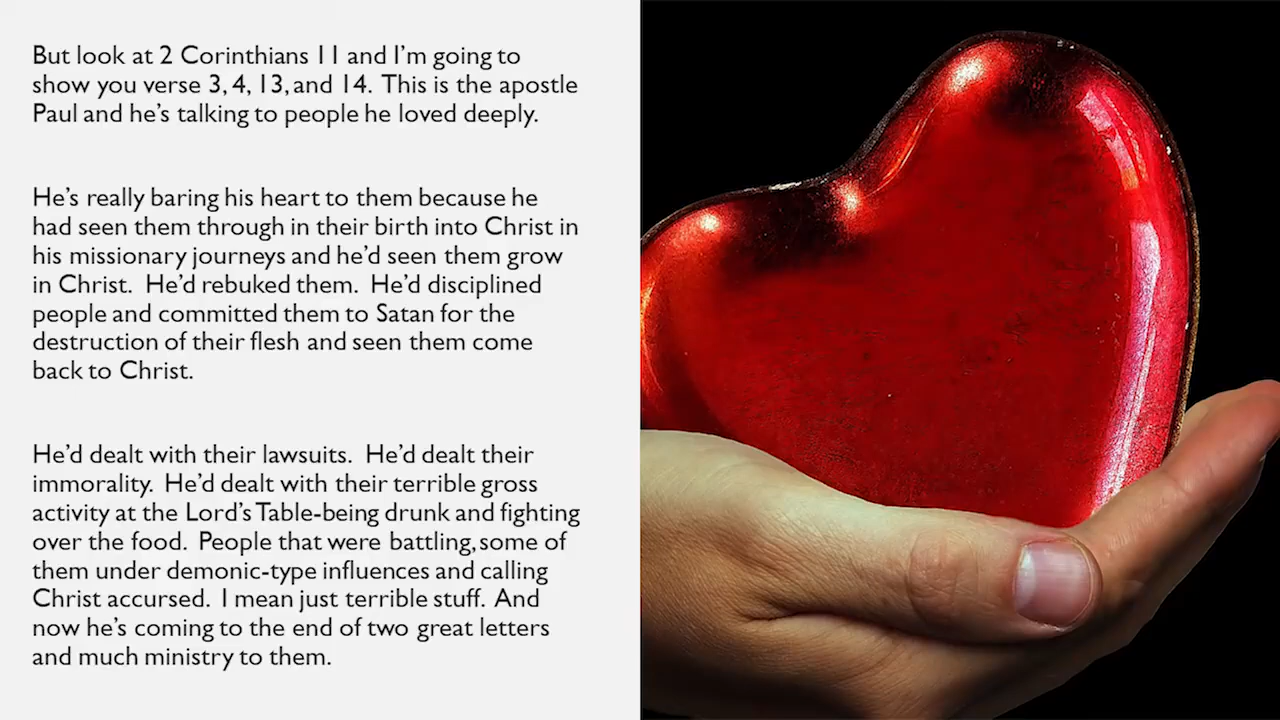 But look at 2 Corinthians 11 and I'm going to
show you verse 3, 4, 13, and 14.  This is the apostle
Paul and he's talking to people he loved deeply.
He's really baring his heart to them because he
had seen them through in their birth into Christ in
his missionary journeys and he'd seen them grow
in Christ.  He'd rebuked them.  He'd disciplined
people and committed them to Satan for the
destruction of their flesh and seen them come
back to Christ.
He'd dealt with their lawsuits.  He'd dealt their
immorality.  He'd dealt with their terrible gross
activity at the Lord's Table-being drunk and fighting
over the food.  People that were battling, some of
them under demonic-type influences and calling
Christ accursed.  I mean just terrible stuff.  And
now he's coming to the end of two great letters
and much ministry to them.